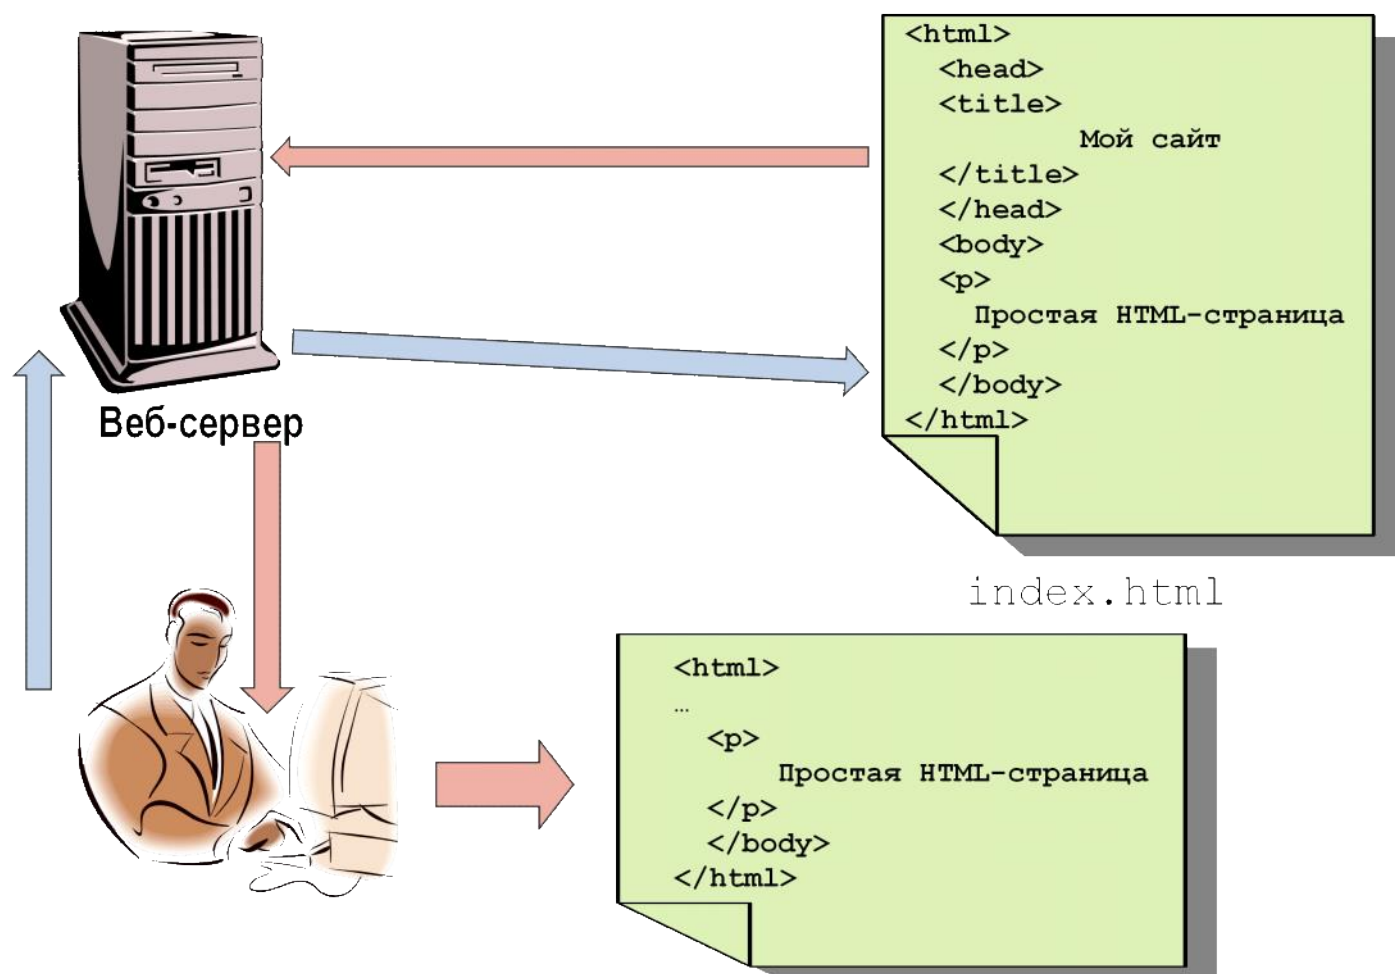 <html>
<head>
<title>
Мой сайт
</title>
</head>
<body>
<p>
Простая HTML-страница
</p>
</body>
</html>
Веб-сервер
index.html
<html>
…
<p>
Простая HTML-страница
</p>
</body>
</html>